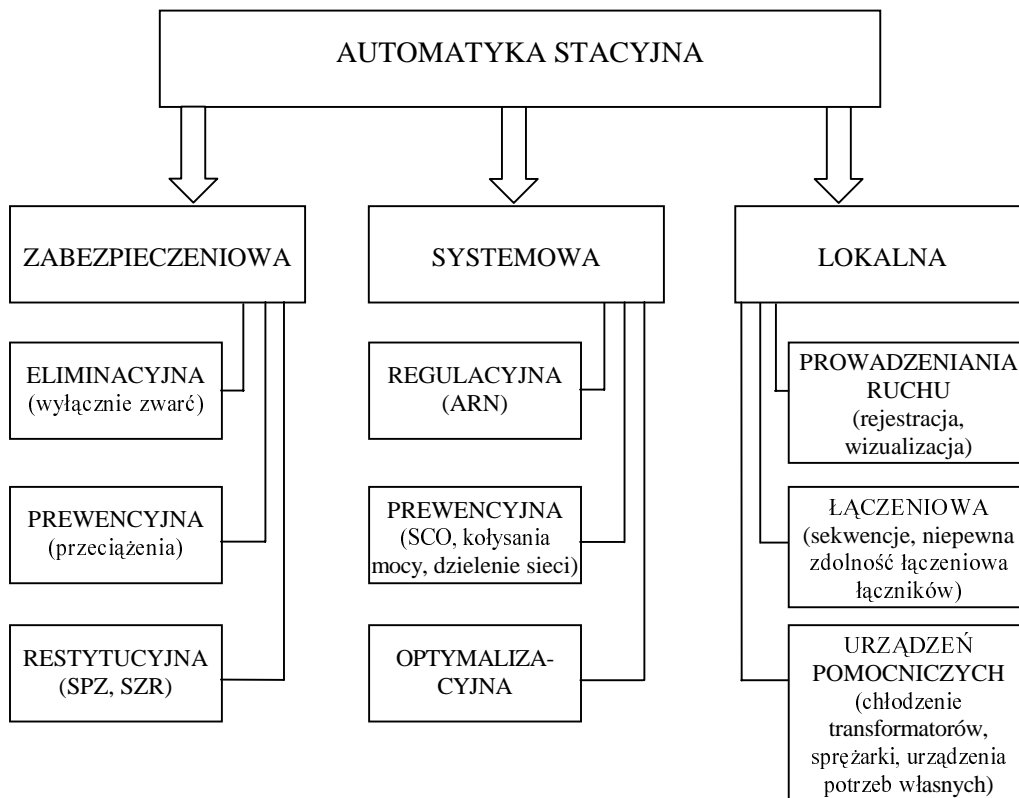 AUTOMATYKA STACYJNA
ZABEZPIECZENIOWA
SYSTEMOWA
LOKALNA
ELIMINACYJNA
(wyłącznie zwarć)
REGULACYJNA
(ARN)
PROWADZENIANIA
RUCHU
(rejestracja,
wizualizacja)
PREWENCYJNA
(przeciążenia)
PREWENCYJNA
(SCO, kołysania
mocy, dzielenie sieci)
ŁĄCZENIOWA
(sekwencje, niepewna
zdolność łączeniowa
łączników)
RESTYTUCYJNA
(SPZ, SZR)
OPTYMALIZA-
CYJNA
URZĄDZEŃ
POMOCNICZYCH
(chłodzenie
transformatorów,
sprężarki, urządzenia
potrzeb własnych)